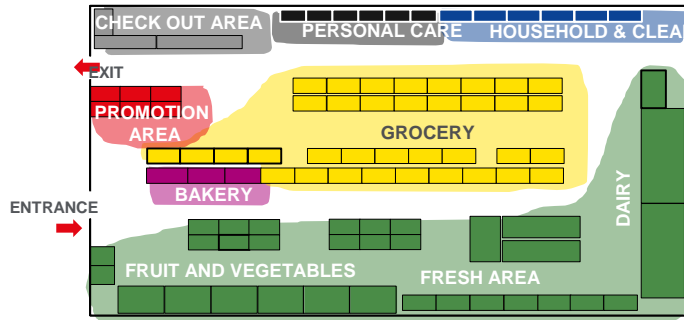 CHECK OUT AREA
PERSONAL CARE
HOUSEHOLD & CLEA
EXIT
PROMOTION
AREA
GROCERY
BAKERY
ENTRANCE
DAIRY
FRUIT AND VEGETABLES
FRESH AREA